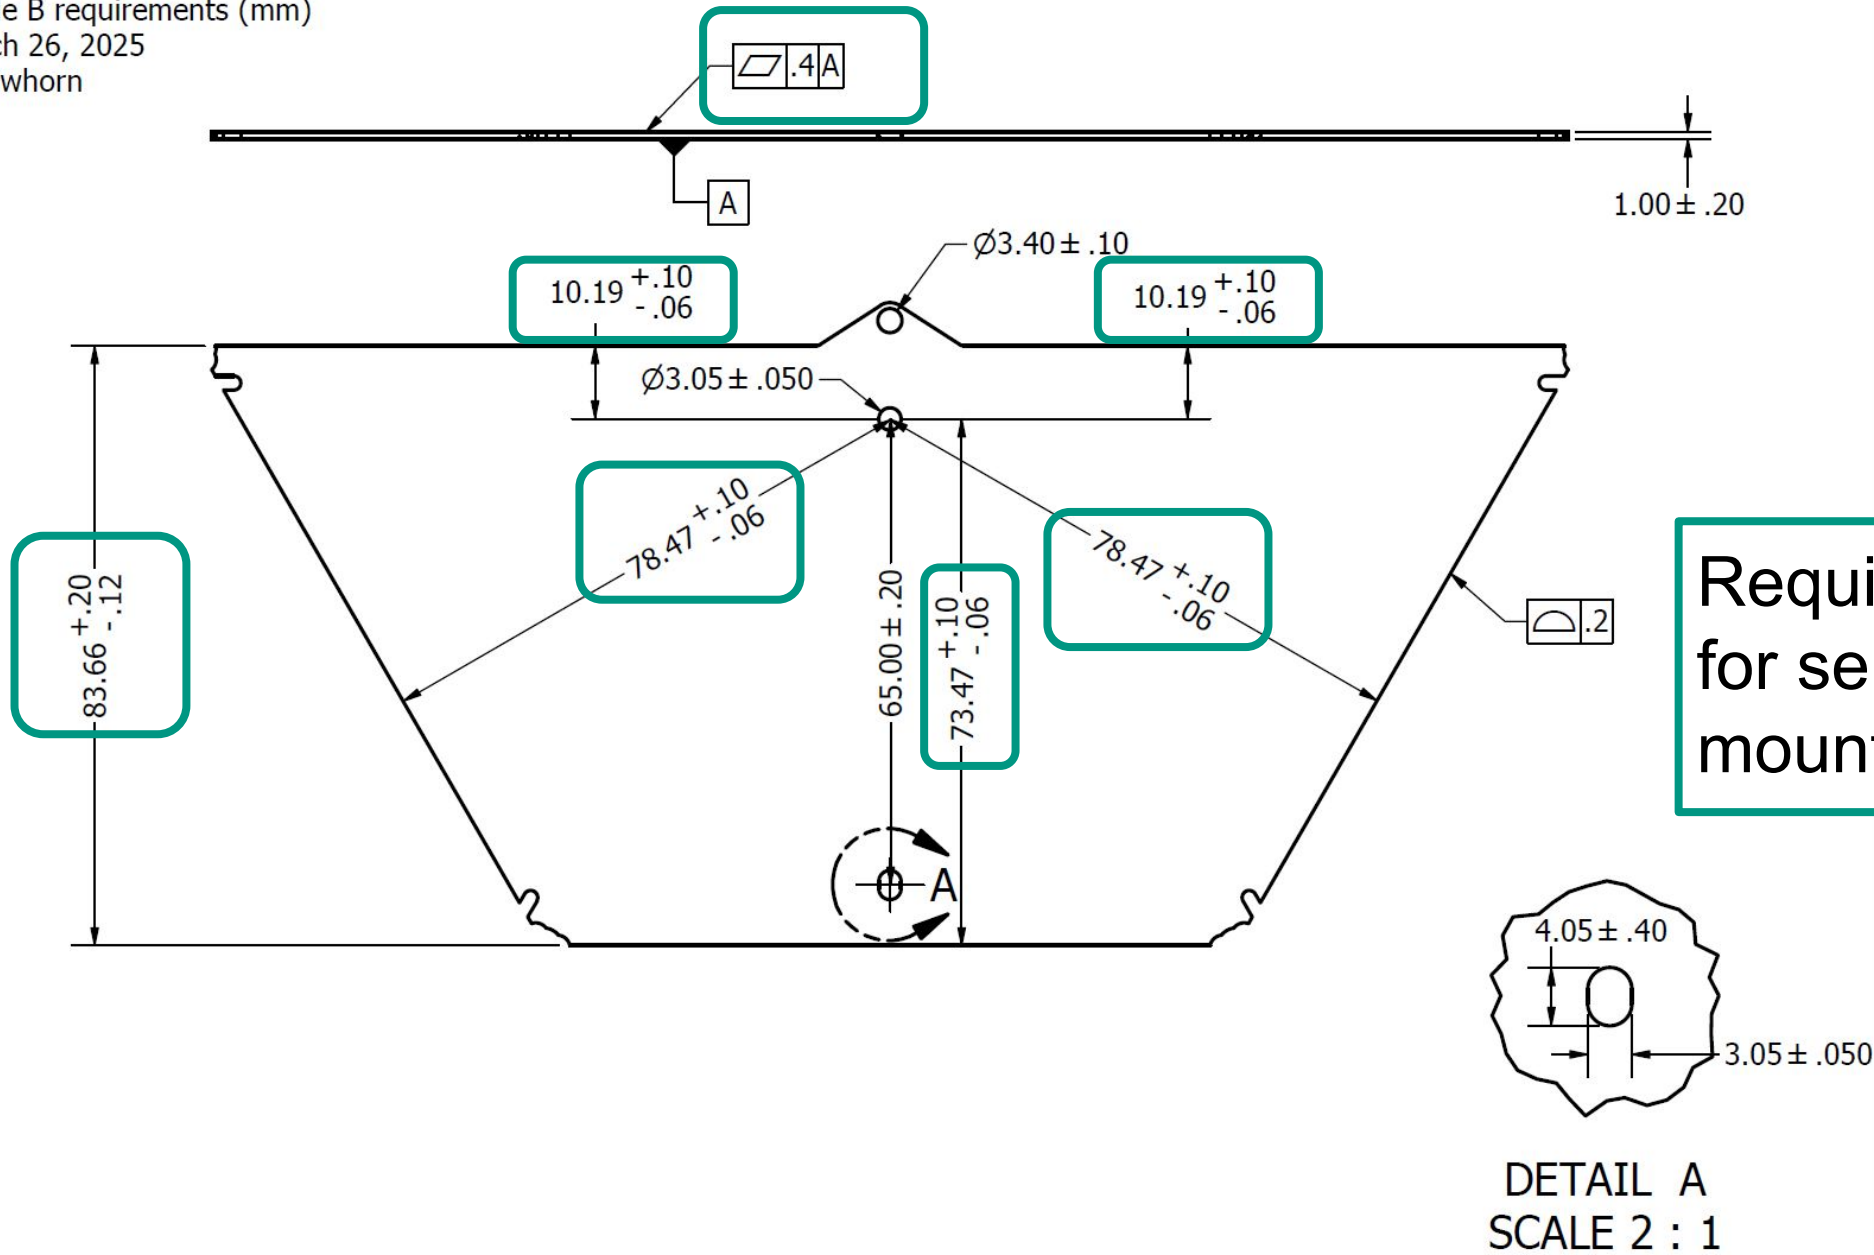 e B requirements (mm)
ch 26, 2025
whorn
.4 A
A
1.00 ± .20
Ø3.40 ± .10
10.19 +.10 -.06
10.19 +.10 -.06
Ø3.05 ± .050
78.47 +.10 -.06
78.47 +.10 -.06
83.66 +.20 -.12
65.00 ± .20
73.47 +.10 -.06
.2
Requi
for se
moun
A
4.05 ± .40
3.05 ± .050
DETAIL A
SCALE 2 : 1